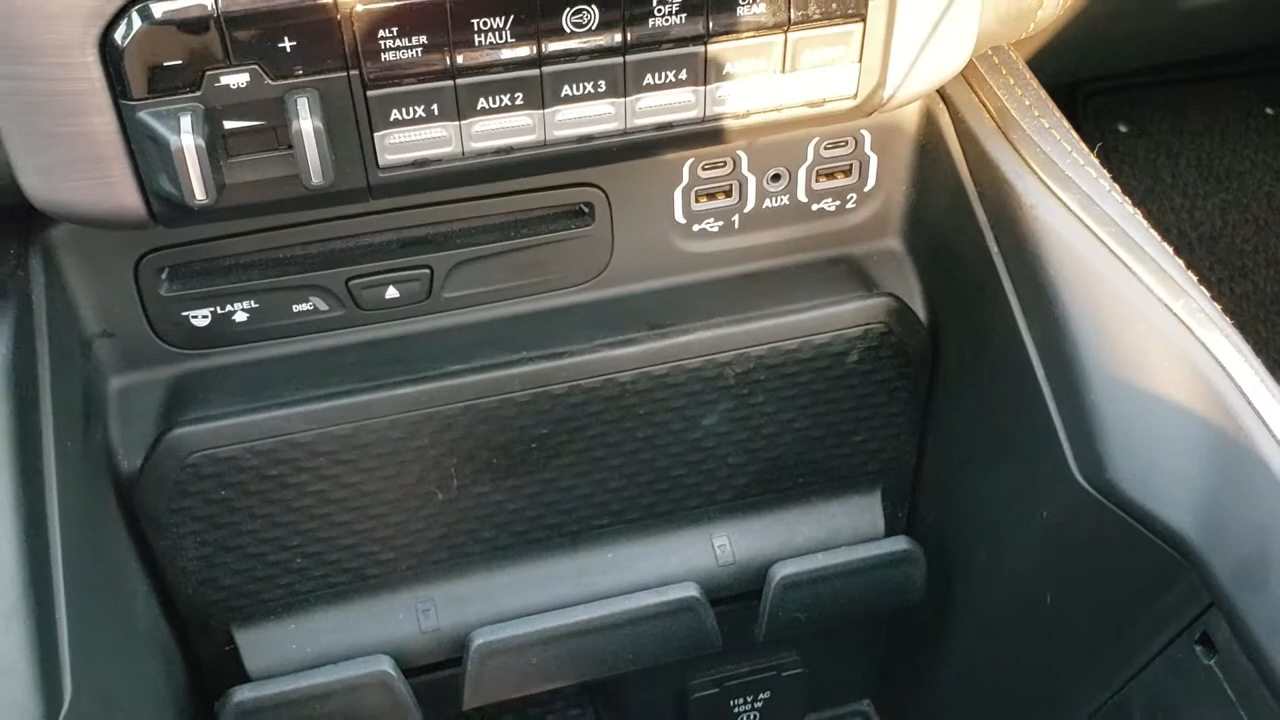 ALT
TRAILER
HEIGHT
TOW/
HAUL
OFF
FRONT
OFF
REAR
AUX 1
AUX 2
AUX 3
AUX 4
1
AUX
2
LABEL
DISC
115 V AC
400 W